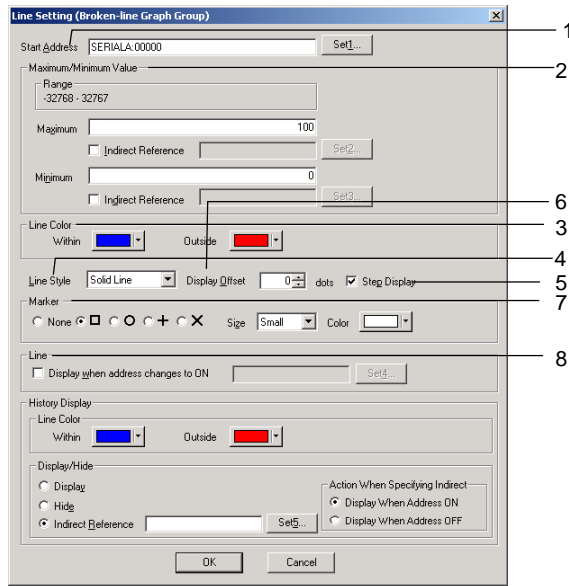 Line Setting (Broken-line Graph Group)
1
Start Address SERIALA:00000 Set1...
Maximum/Minimum Value 2
Range
-32768 - 32767
Maximum 100
Indirect Reference Set2...
Minimum 0
Indirect Reference Set3...
6
Line Color 3
Within Outside
4
Line Style Solid Line Display Offset 0 dots Step Display 5
Marker 7
None Size Small Color
Line 8
Display when address changes to ON Set4...
History Display
Line Color
Within Outside
Display/Hide
Display
Hide
Indirect Reference Set5...
Action When Specifying Indirect
Display When Address ON
Display When Address OFF
OK Cancel